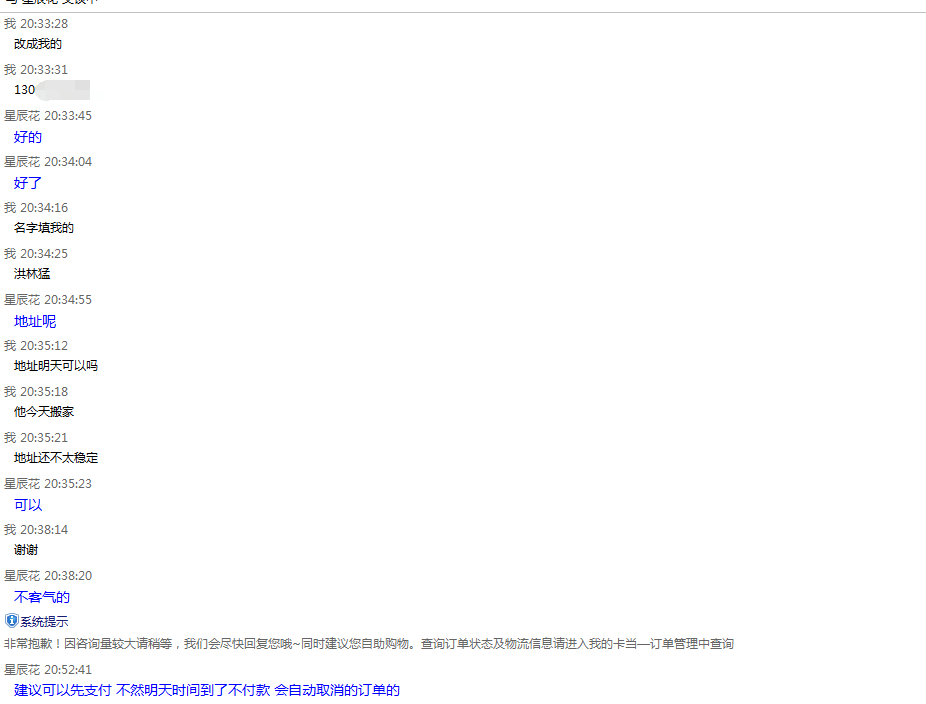 我 20:33:28
改成我的
我 20:33:31
130
星辰花 20:33:45
好的
星辰花 20:34:04
好了
我 20:34:16
名字填我的
我 20:34:25
洪林猛
星辰花 20:34:55
地址呢
我 20:35:12
地址明天可以吗
我 20:35:18
他今天搬家
我 20:35:21
地址还不太稳定
星辰花 20:35:23
可以
我 20:38:14
谢谢
星辰花 20:38:20
不客气的
系统提示
非常抱歉！因咨询量较大请稍等，我们会尽快回复您哦~同时建议您自助购物。查询订单状态及物流信息请进入我的卡当—订单管理中查询
星辰花 20:52:41
建议可以先支付 不然明天时间到了不付款 会自动取消的订单的